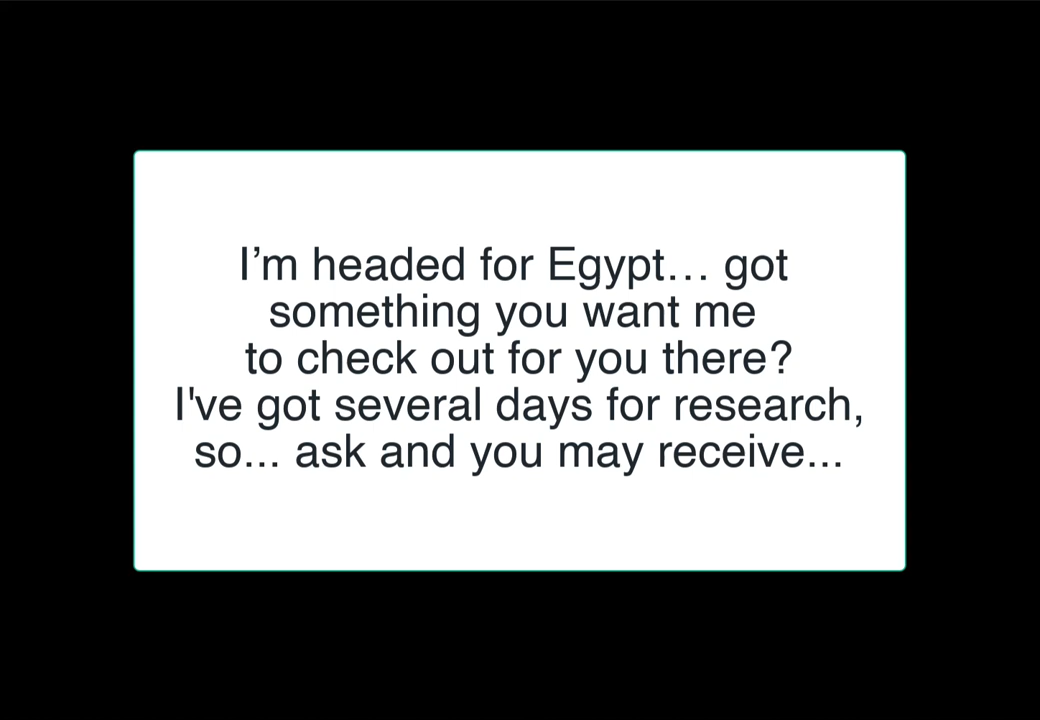 I’m headed for Egypt… got
something you want me
to check out for you there?
I've got several days for research,
so... ask and you may receive...